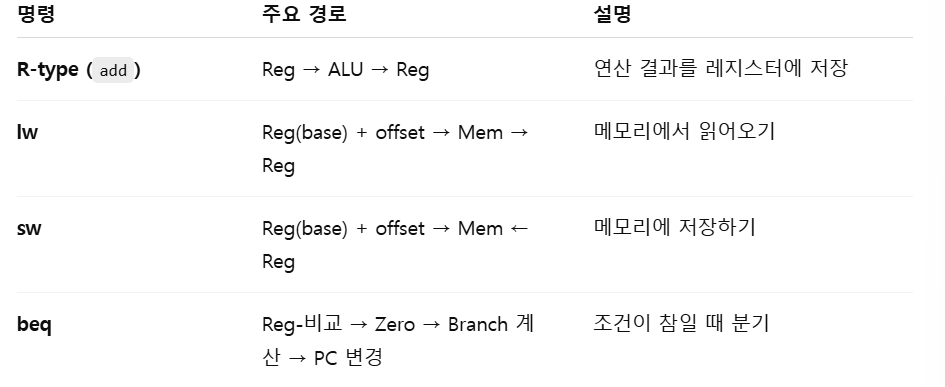 명령 주요 경로 설명
R-type (add) Reg → ALU → Reg 연산 결과를 레지스터에 저장
lw Reg(base) + offset → Mem → 메모리에서 읽어오기
Reg
sw Reg(base) + offset → Mem ← 메모리에 저장하기
Reg
beq Reg-비교 → Zero → Branch 계 조건이 참일 때 분기
산 → PC 변경